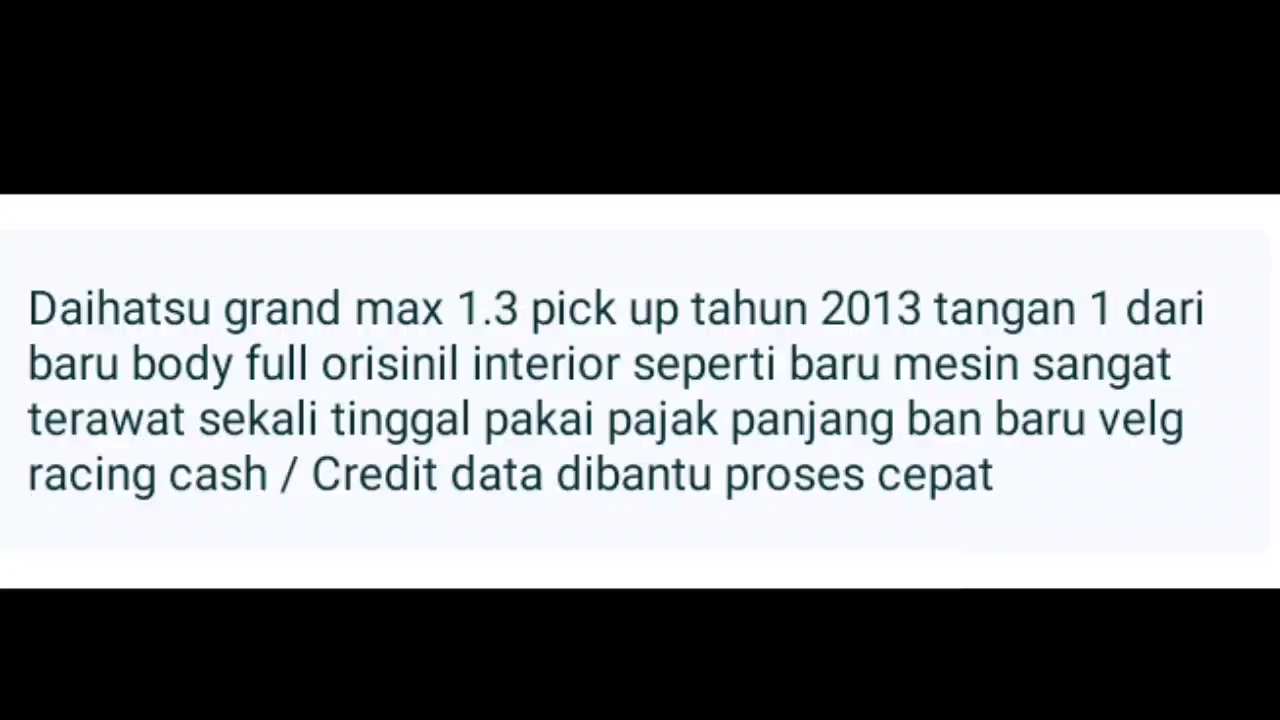 Daihatsu grand max 1.3 pick up tahun 2013 tangan 1 dari
baru body full orisinil interior seperti baru mesin sangat
terawat sekali tinggal pakai pajak panjang ban baru velg
racing cash / Credit data dibantu proses cepat